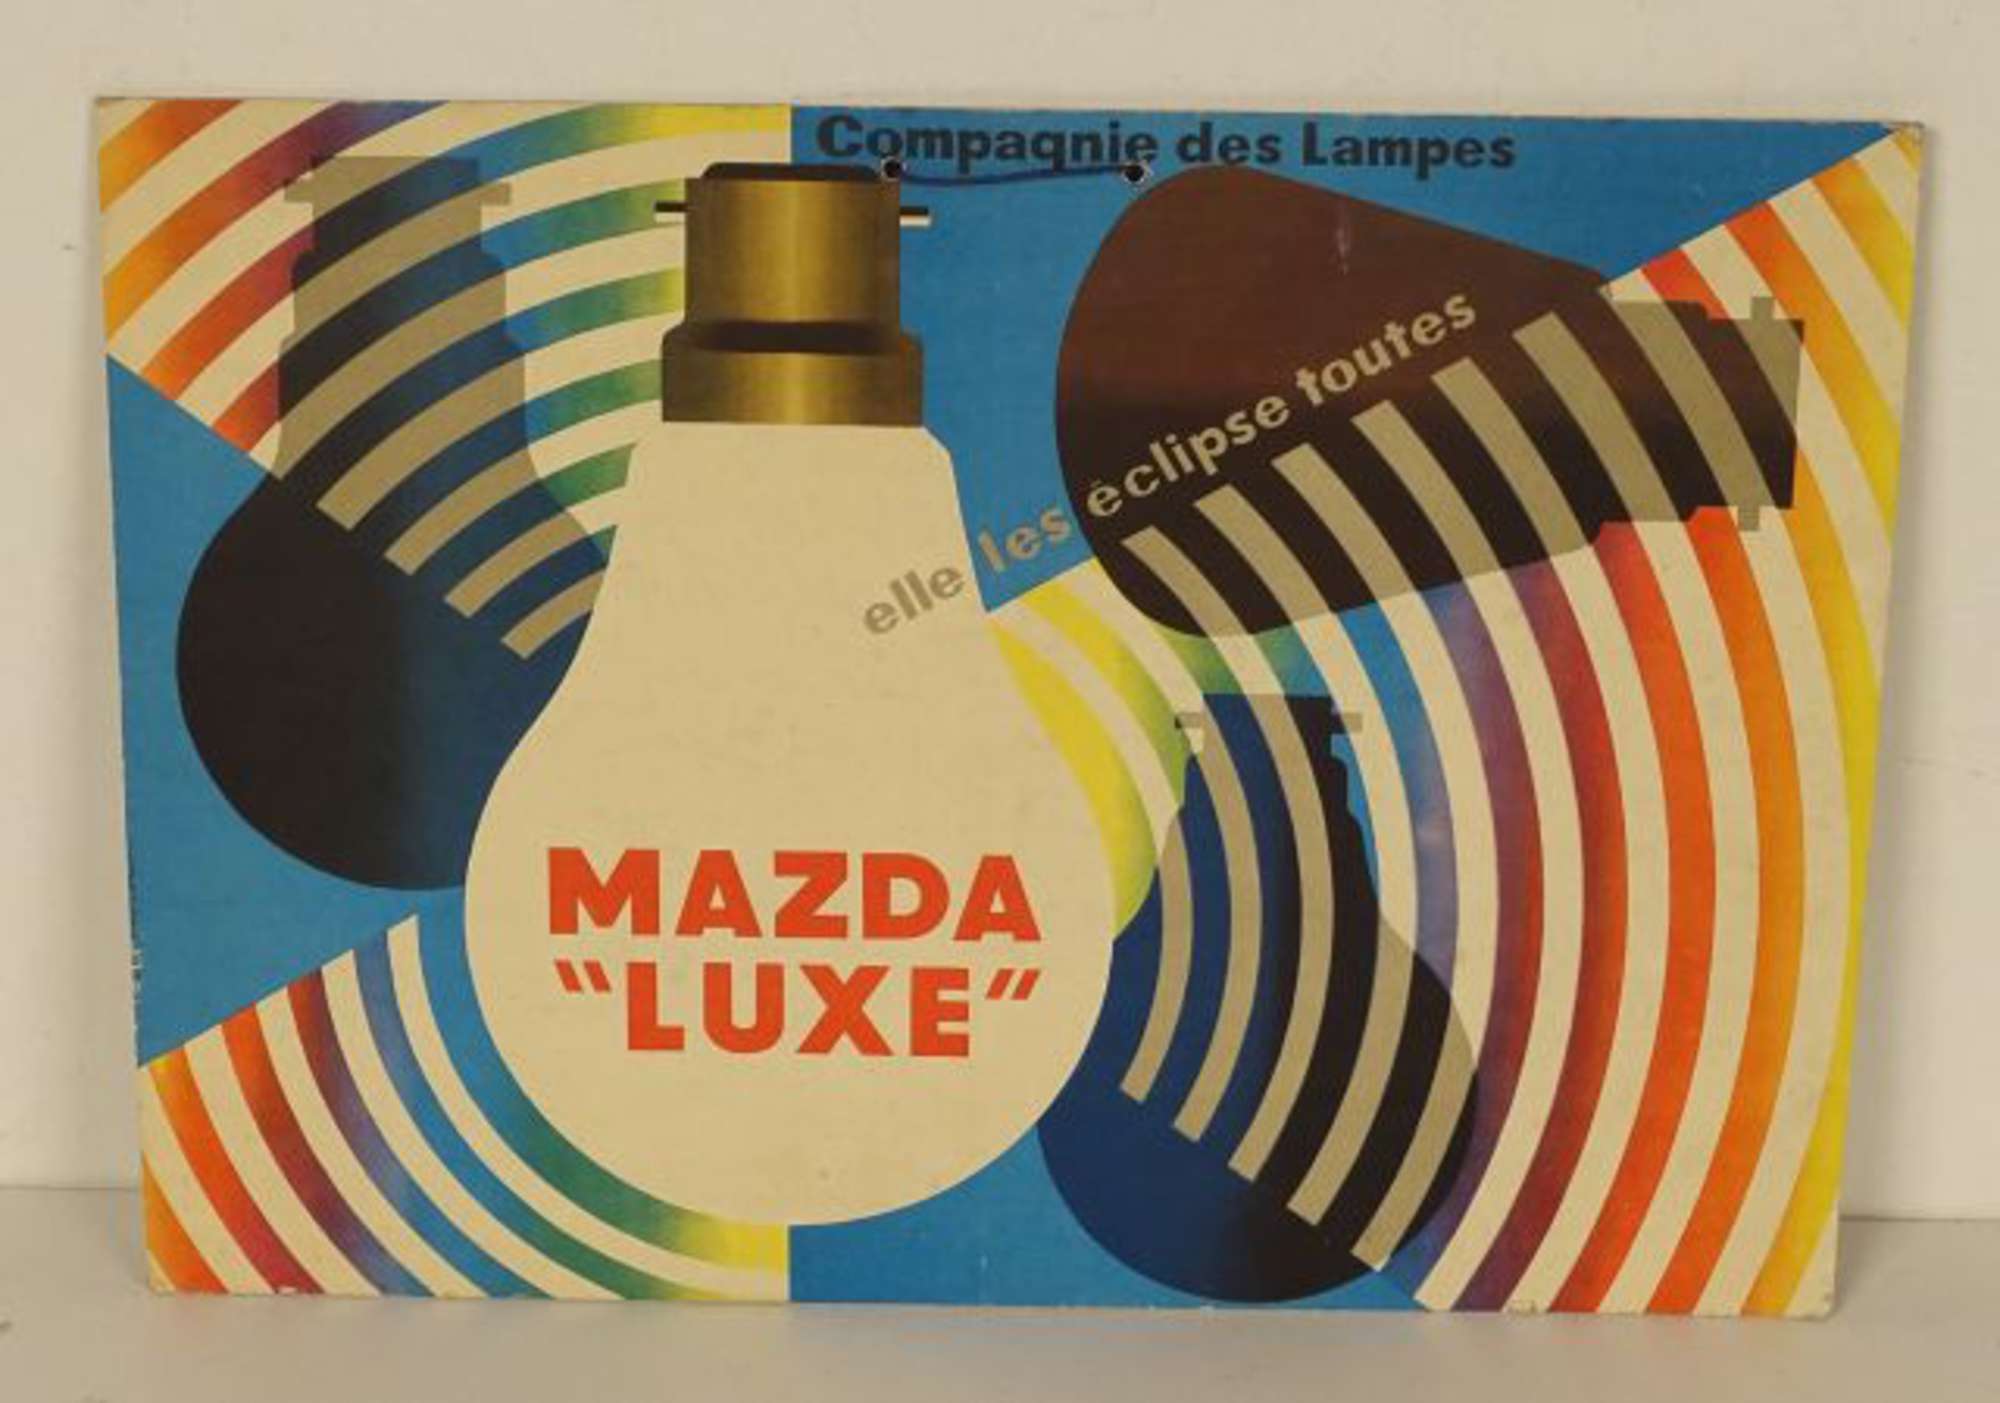 Compagnie des Lampes
elle les éclipse toutes
MAZDA
"LUXE"